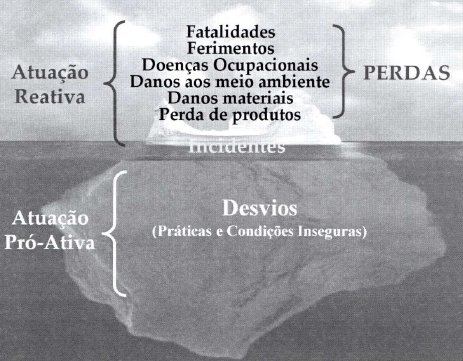 Fatalidades
Ferimentos
Doenças Ocupacionais
Danos aos meio ambiente
Danos materiais
Perda de produtos
Atuação
Reativa
PERDAS
Incidentes
Desvios
(Práticas e Condições Inseguras)
Atuação
Pró-Ativa